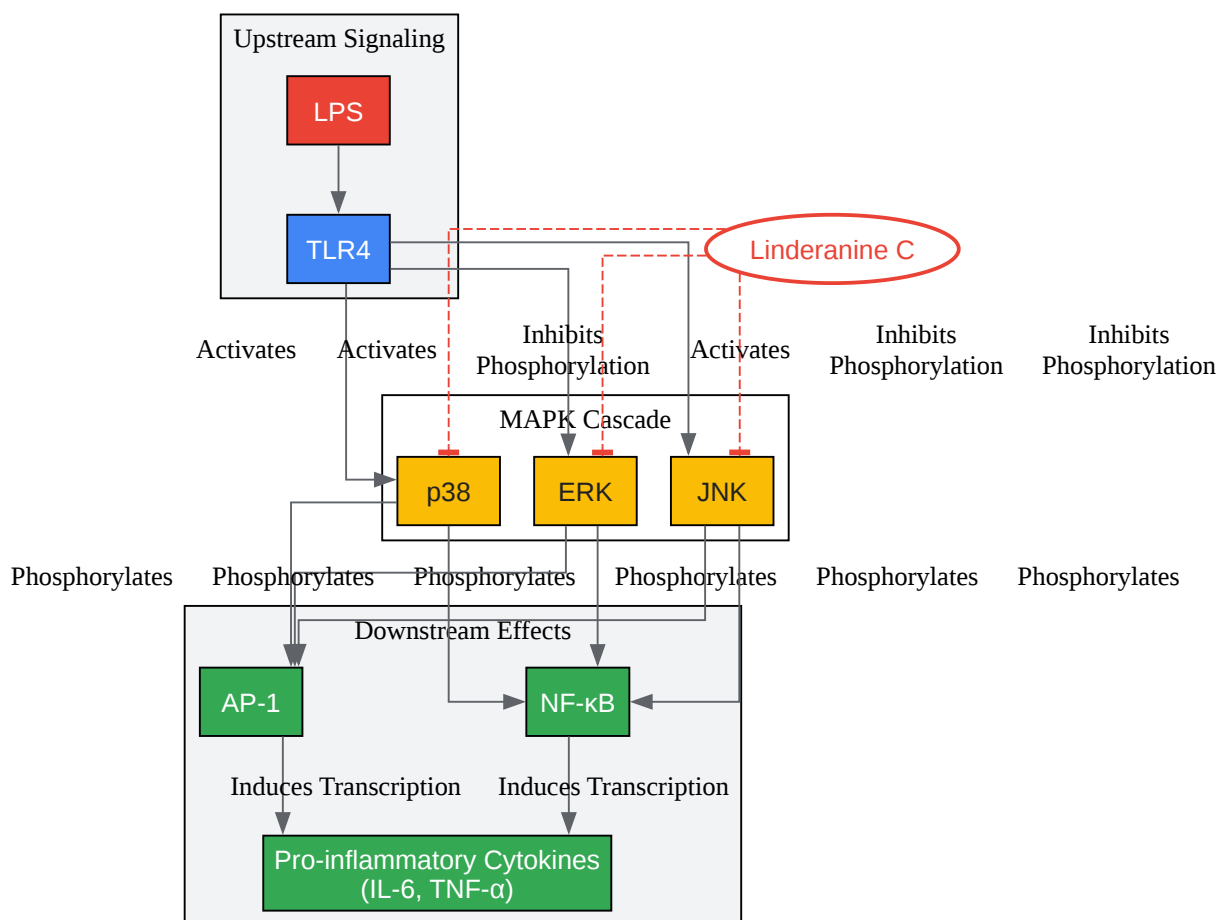 Upstream Signaling
LPS
TLR4
Linderanine C
Activates
Activates
Inhibits
Phosphorylation
Activates
Inhibits
Phosphorylation
Inhibits
Phosphorylation
MAPK Cascade
p38
ERK
JNK
Phosphorylates
Phosphorylates
Phosphorylates
Phosphorylates
Phosphorylates
Phosphorylates
Downstream Effects
AP-1
NF-κB
Induces Transcription
Induces Transcription
Pro-inflammatory Cytokines
(IL-6, TNF-α)